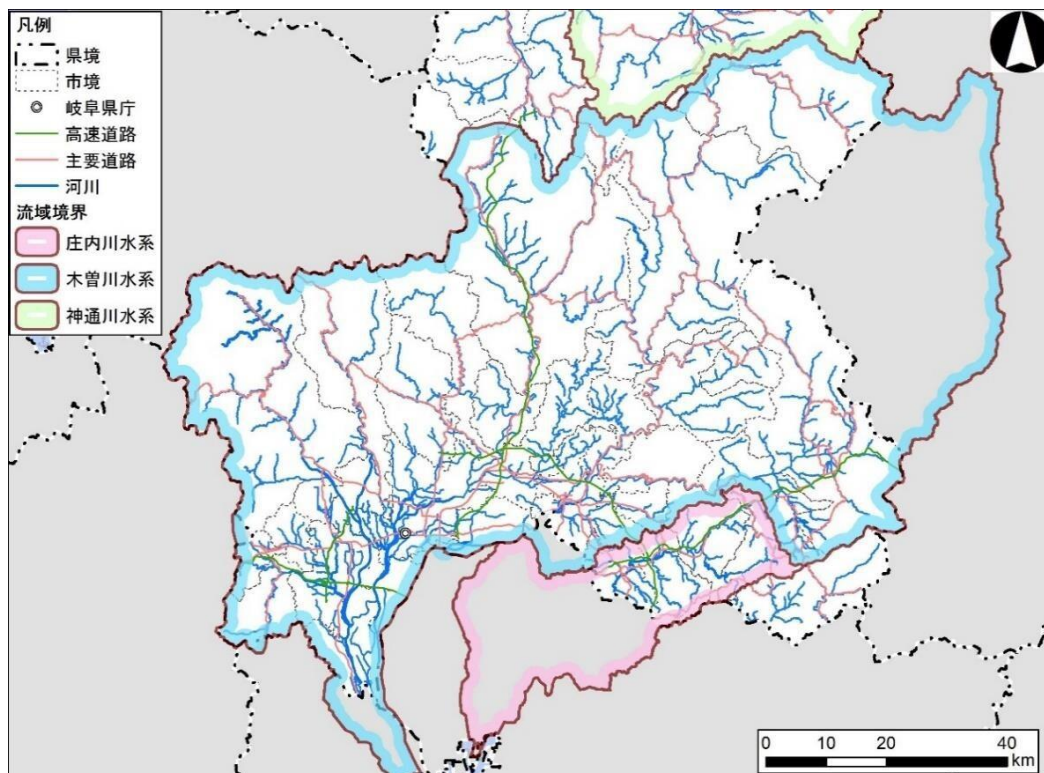 凡例
県境
市境
岐阜県庁
高速道路
主要道路
河川
流域境界
庄内川水系
木曽川水系
神通川水系
0 10 20 40
km